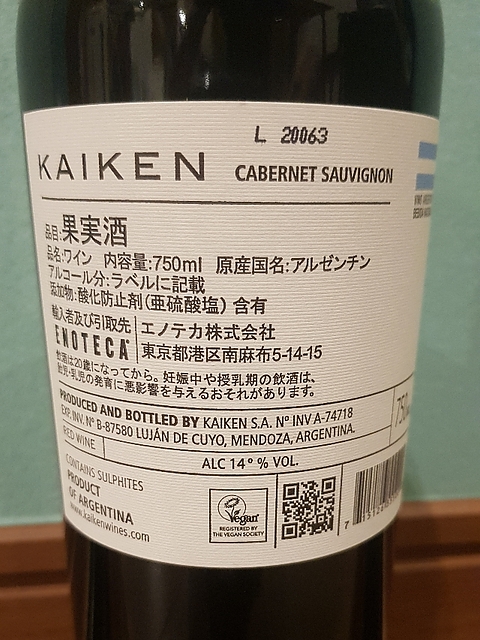 L 20063
KAIKEN CABERNET SAUVIGNON
品目:果実酒
品名:ワイン 内容量:750ml 原産国名:アルゼンチン
アルコール分:ラベルに記載
添加物:酸化防止剤(亜硫酸塩)含有
輸入者及び引取先 エノテカ株式会社
ENOTECA 東京都港区南麻布5-14-15
飲酒は20歳になってから。妊娠中や授乳期の飲酒は、
胎児・乳児の発育に悪影響を与えるおそれがあります。
PRODUCED AND BOTTLED BY KAIKEN S.A. Nº INV A-74718
EXP. INV. Nº B-87580 LUJÁN DE CUYO, MENDOZA, ARGENTINA.
RED WINE
750
ALC 14º % VOL.
CONTAINS SULPHITES
PRODUCT
OF ARGENTINA
www.kaikenwines.com
Vegan
REGISTERED BY
THE VEGAN SOCIETY
7